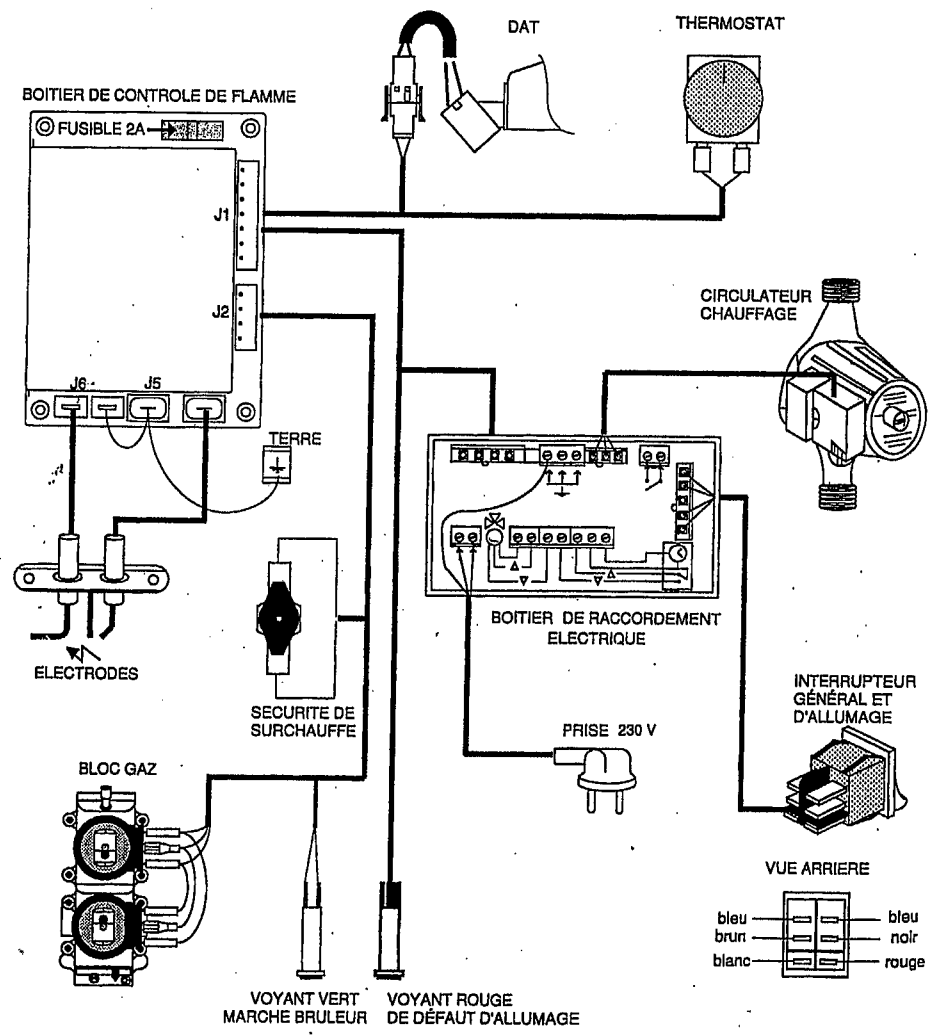 DAT
THERMOSTAT
BOITIER DE CONTROLE DE FLAMME
FUSIBLE 2A
J1
J2
CIRCULATEUR
CHAUFFAGE
J6
J5
TERRE
BOITIER DE RACCORDEMENT
ELECTRIQUE
ELECTRODES
SECURITE DE
SURCHAUFFE
INTERRUPTEUR
GÉNÉRAL ET
D'ALLUMAGE
PRISE 230 V
BLOC GAZ
VUE ARRIERE
bleu
bleu
brun
noir
blanc
rouge
VOYANT VERT
MARCHE BRULEUR
VOYANT ROUGE
DE DÉFAUT D'ALLUMAGE